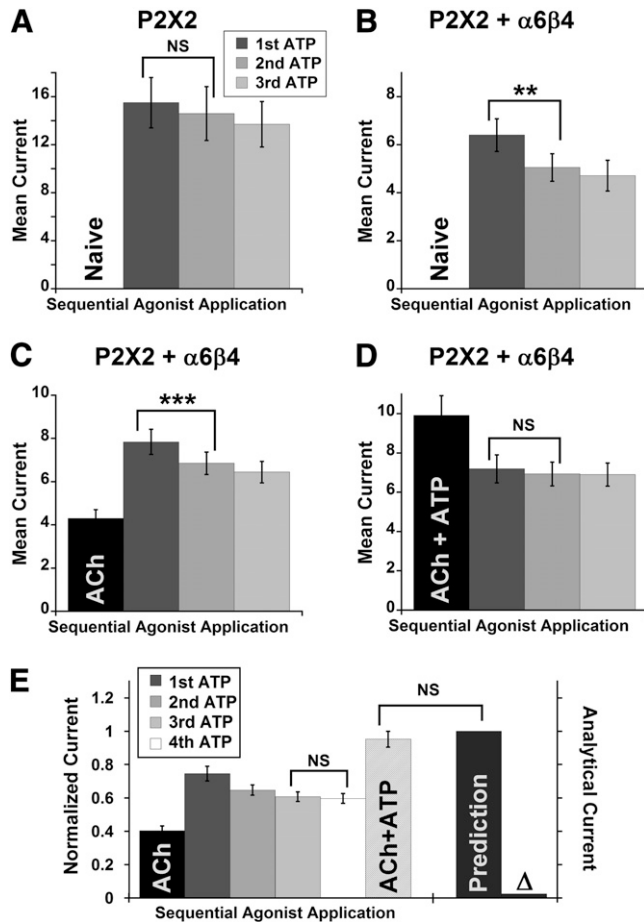 A
P2X2
NS
1st ATP
2nd ATP
3rd ATP
16
12
8
4
0
Mean Current
Naive
Sequential Agonist Application
B
P2X2 + α6β4
**
8
6
4
2
0
Mean Current
Naive
Sequential Agonist Application
C
P2X2 + α6β4
***
10
8
6
4
2
0
Mean Current
ACh
Sequential Agonist Application
D
P2X2 + α6β4
NS
10
8
6
4
2
0
Mean Current
ACh + ATP
Sequential Agonist Application
E
1st ATP
2nd ATP
3rd ATP
4th ATP
NS
NS
1.2
1
0.8
0.6
0.4
0.2
0
Normalized Current
ACh
ACh+ATP
Prediction
Δ
Analytical Current
Sequential Agonist Application